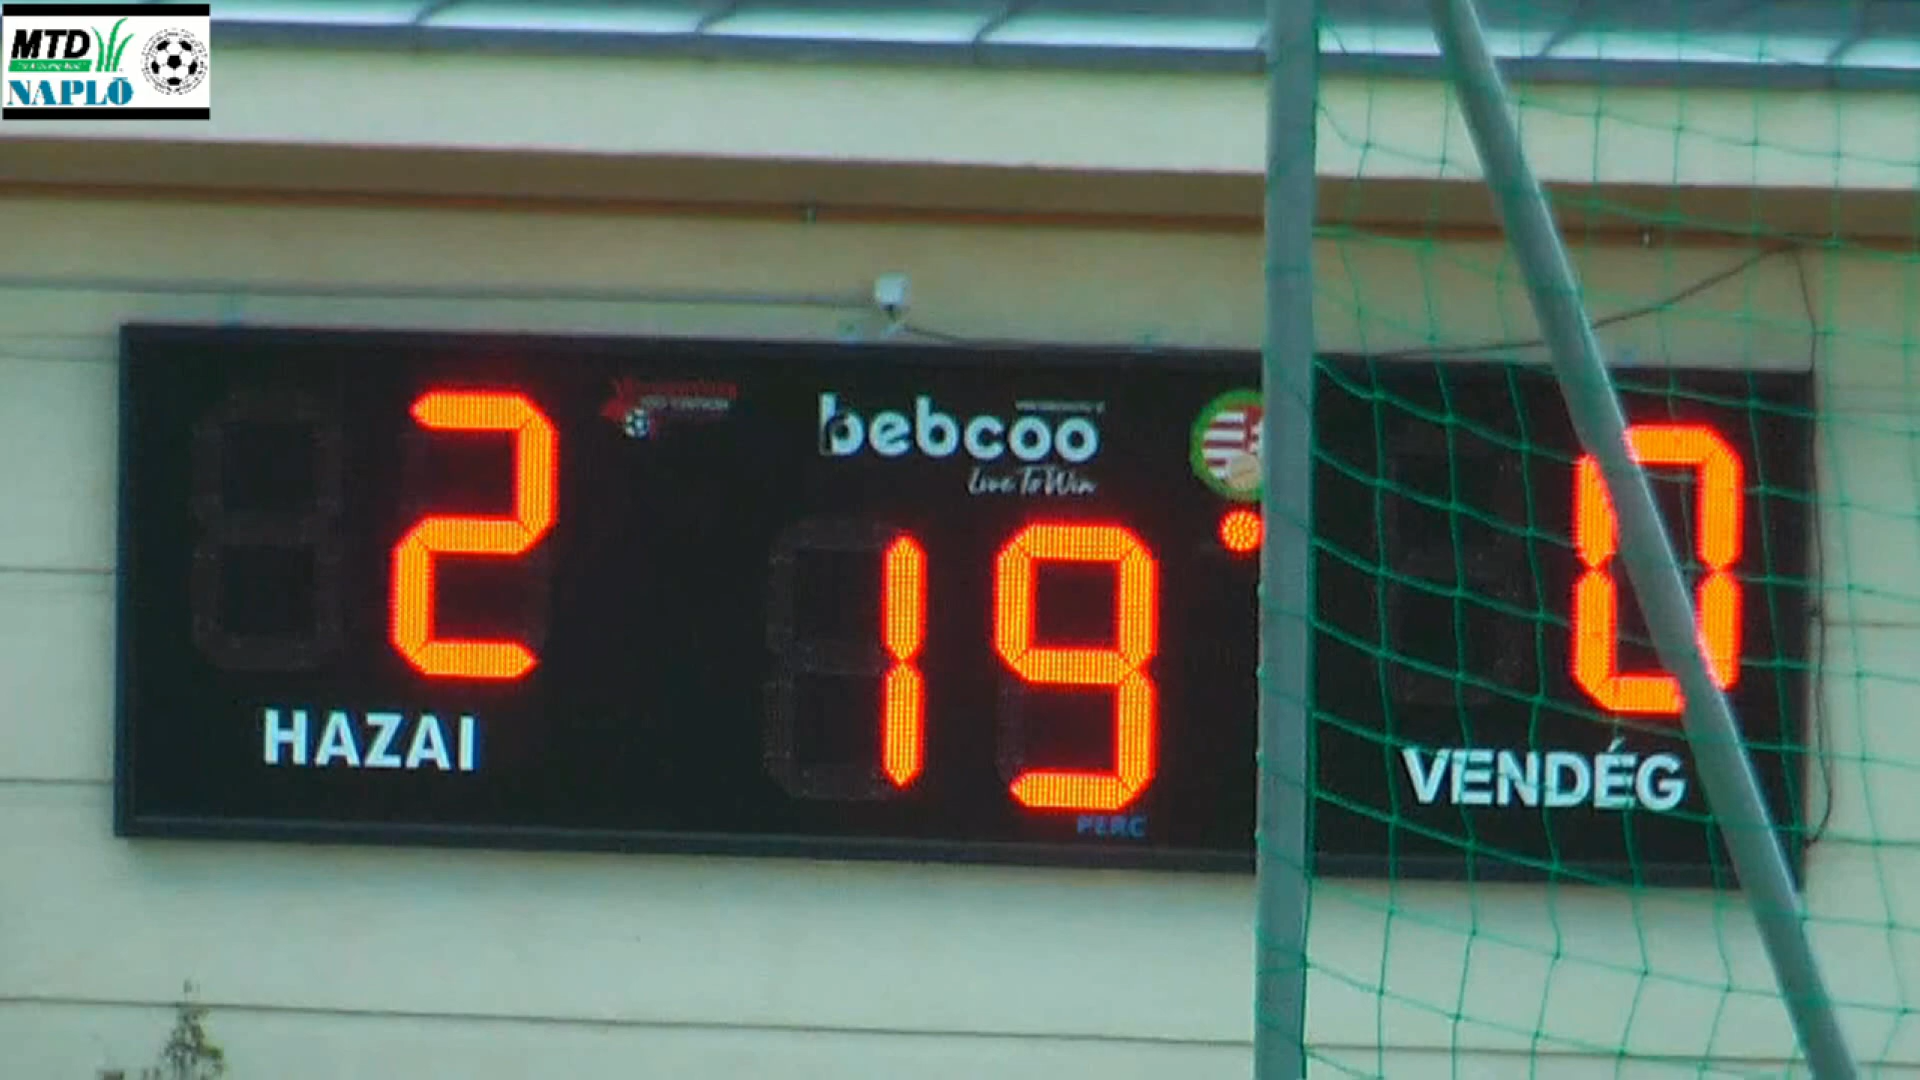 MTD
NAPLÓ
2
bebcoo
Live To Win
19
0
HAZAI
VENDÉG
PERC